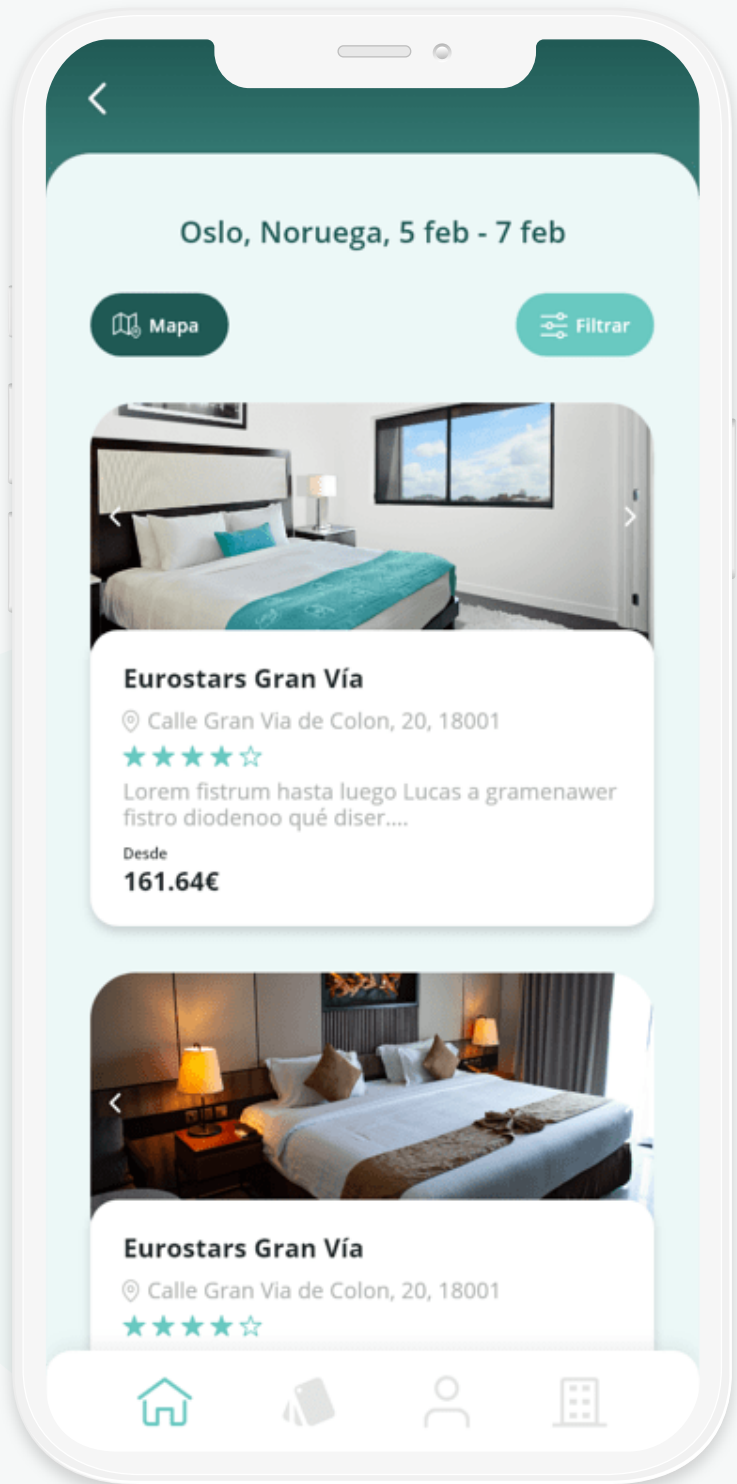 Oslo, Noruega, 5 feb - 7 feb
Mapa
Filtrar
Eurostars Gran Vía
Calle Gran Via de Colon, 20, 18001
Lorem fistrum hasta luego Lucas a gramenawer
fistro diodenoo qué diser....
Desde
161.64€
Eurostars Gran Vía
Calle Gran Via de Colon, 20, 18001